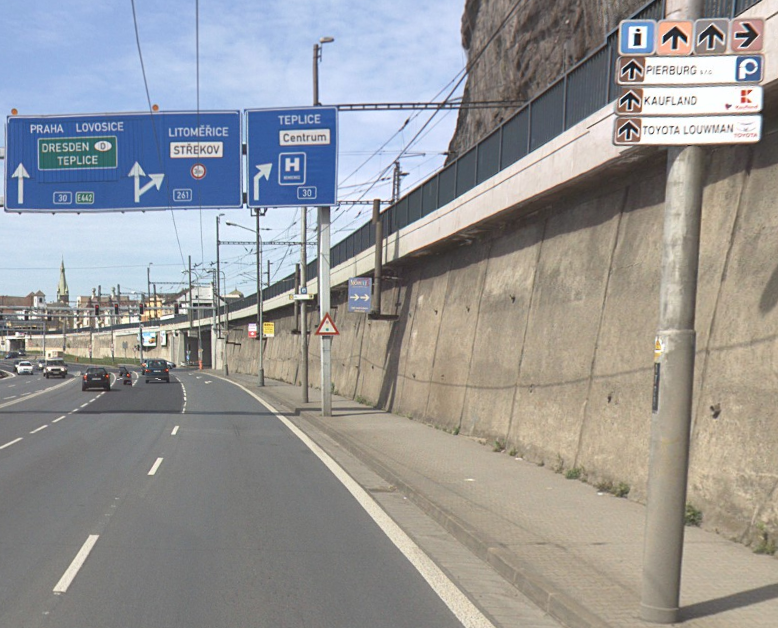 PRAHA LOVOSICE
DRESDEN D
TEPLICE
30 E442
LITOMĚŘICE
STŘEKOV
261
TEPLICE
Centrum
H
30
i
PIERBURG s.r.o.
KAUFLAND
K
Kaufland
TOYOTA LOUWMAN
TOYOTA